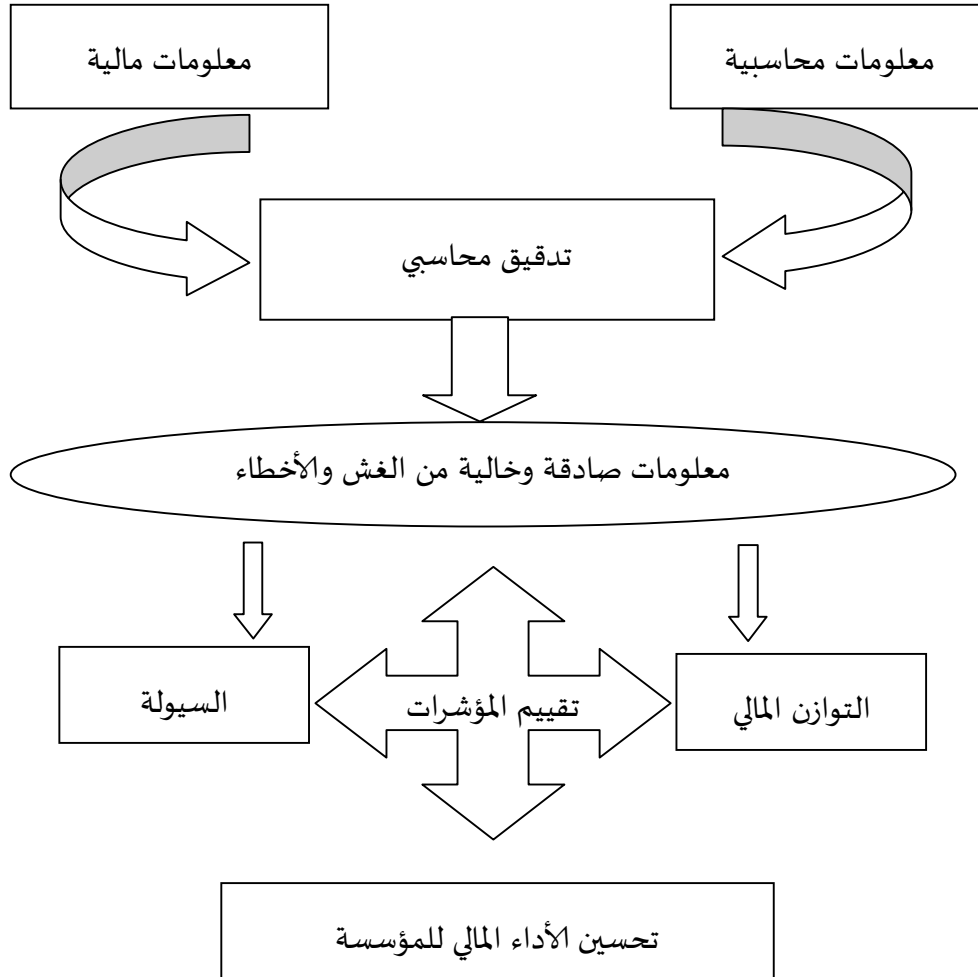 معلومات محاسبية
معلومات مالية
تدقيق محاسبي
معلومات صادقة وخالية من الغش والأخطاء
التوازن المالي
تقييم المؤشرات
السيولة
تحسين الأداء المالي للمؤسسة